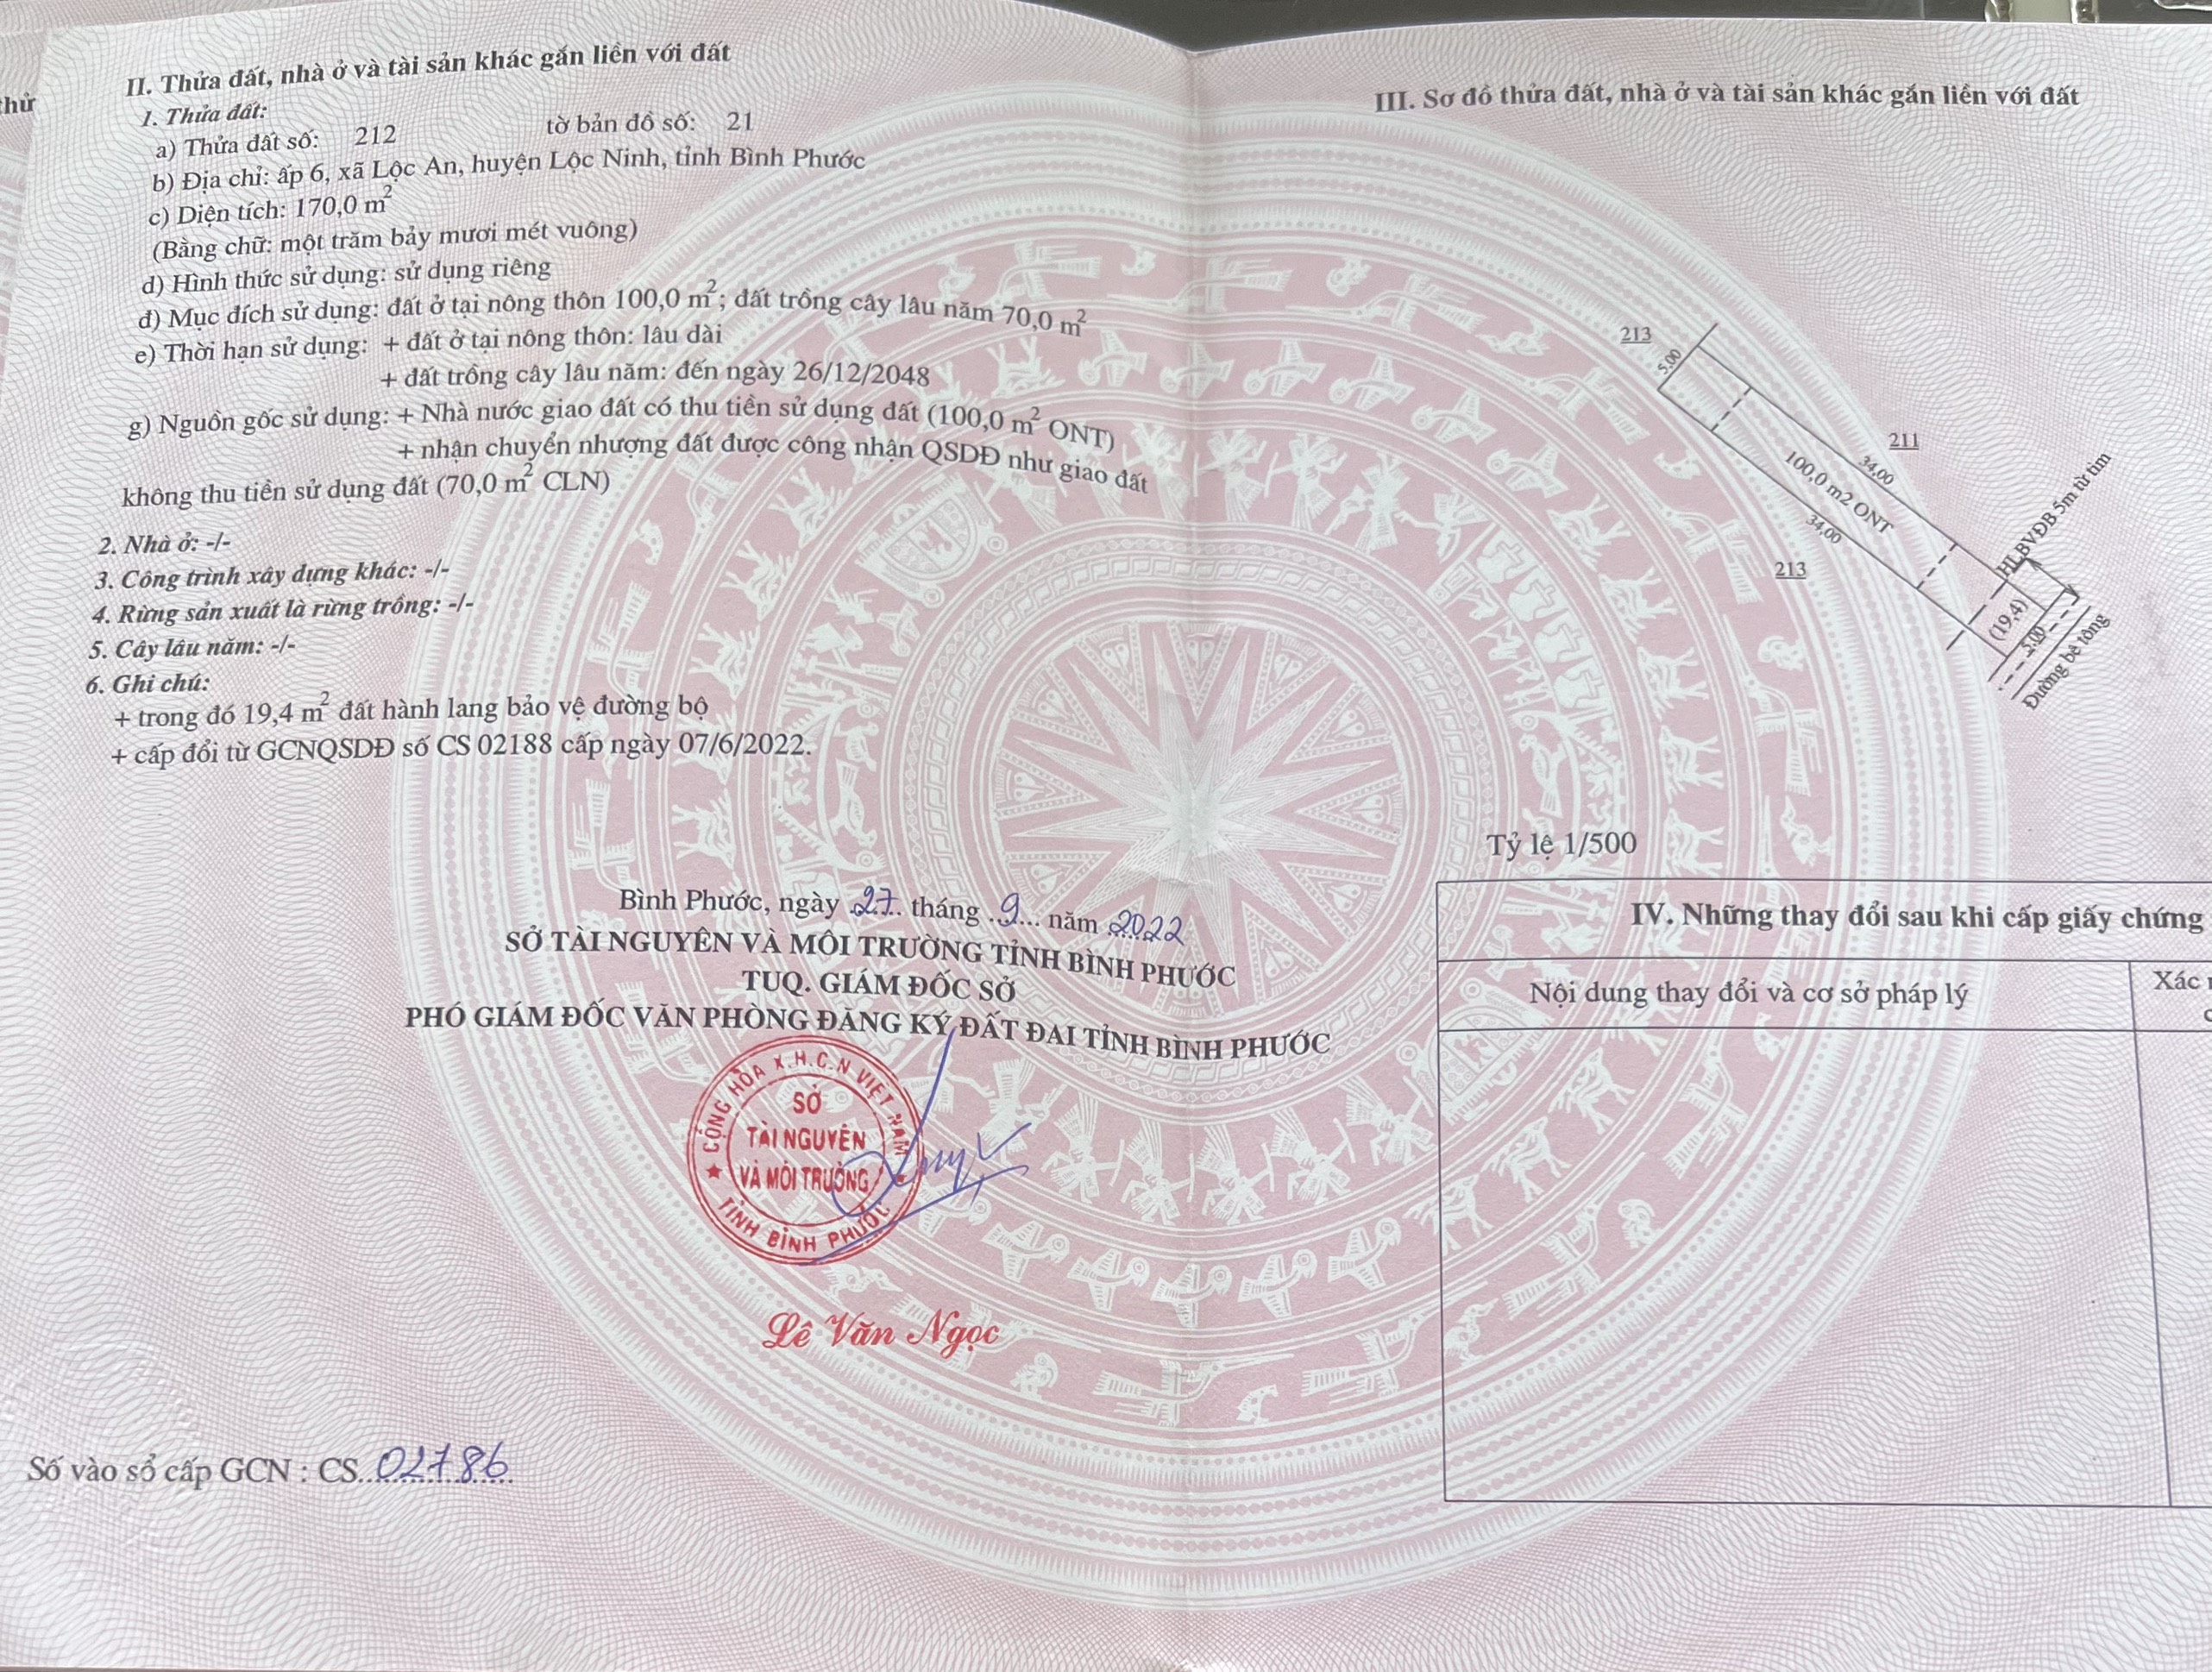 thử
II. Thửa đất, nhà ở và tài sản khác gắn liền với đất
1. Thửa đất:
a) Thửa đất số: 212 tờ bản đồ số: 21
b) Địa chỉ: ấp 6, xã Lộc An, huyện Lộc Ninh, tỉnh Bình Phước
c) Diện tích: 170,0 m²
(Bằng chữ: một trăm bảy mươi mét vuông)
d) Hình thức sử dụng: sử dụng riêng
đ) Mục đích sử dụng: đất ở tại nông thôn 100,0 m²; đất trồng cây lâu năm 70,0 m²
e) Thời hạn sử dụng: + đất ở tại nông thôn: lâu dài
+ đất trồng cây lâu năm: đến ngày 26/12/2048
g) Nguồn gốc sử dụng: + Nhà nước giao đất có thu tiền sử dụng đất (100,0 m² ONT)
+ nhận chuyển nhượng đất được công nhận QSDĐ như giao đất
không thu tiền sử dụng đất (70,0 m² CLN)
2. Nhà ở: -/-
3. Công trình xây dựng khác: -/-
4. Rừng sản xuất là rừng trồng: -/-
5. Cây lâu năm: -/-
6. Ghi chú:
+ trong đó 19,4 m² đất hành lang bảo vệ đường bộ
+ cấp đổi từ GCNQSDĐ số CS 02188 cấp ngày 07/6/2022.
Bình Phước, ngày 27 tháng 9 năm 2022
SỞ TÀI NGUYÊN VÀ MÔI TRƯỜNG TỈNH BÌNH PHƯỚC
TUQ. GIÁM ĐỐC SỞ
PHÓ GIÁM ĐỐC VĂN PHÒNG ĐĂNG KÝ ĐẤT ĐAI TỈNH BÌNH PHƯỚC
CỘNG HÒA X.H.C.N VIỆT NAM
SỞ
TÀI NGUYÊN
VÀ MÔI TRƯỜNG
TỈNH BÌNH PHƯỚC
Lê Văn Ngọc
Số vào sổ cấp GCN : CS 02786
III. Sơ đồ thửa đất, nhà ở và tài sản khác gắn liền với đất
213
5.00
211
34,00
100,0 m2 ONT
34,00
213
HLBVĐB 5m từ tim
(19,4)
5.00
Đường bê tông
Tỷ lệ 1/500
IV. Những thay đổi sau khi cấp giấy chứng
Nội dung thay đổi và cơ sở pháp lý
Xác